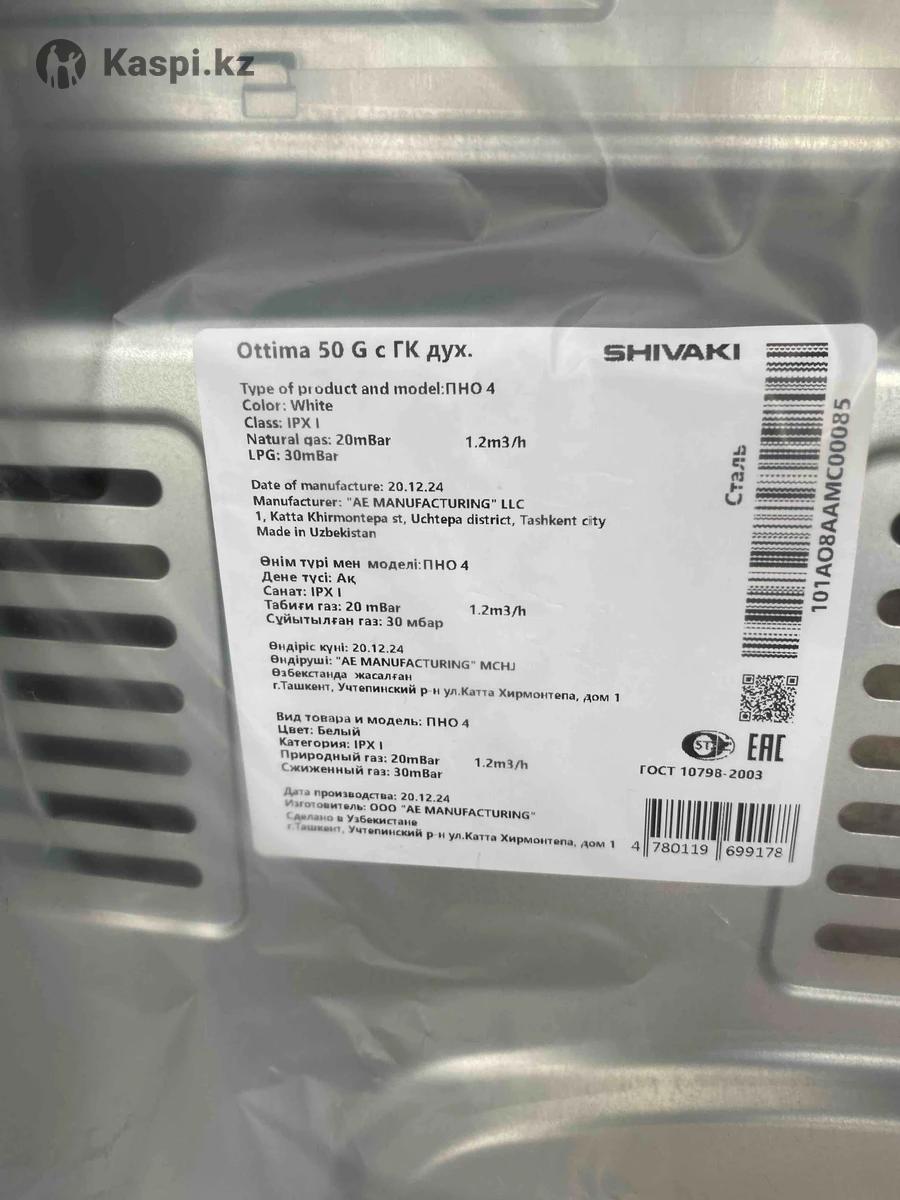 Kaspi.kz
Ottima 50 G с ГК дух.
SHIVAKI
Type of product and model:ПНО 4
Color: White
Class: IPX I
Natural gas: 20mBar 1.2m3/h
LPG: 30mBar
Date of manufacture: 20.12.24
Manufacturer: "AE MANUFACTURING" LLC
1, Katta Khirmontepa st, Uchtepa district, Tashkent city
Made in Uzbekistan
Өнім түрі мен моделі:ПНО 4
Дене түсі: Ақ
Санат: IPX I
Табиғи газ: 20 mBar 1.2m3/h
Сұйытылған газ: 30 мбар
Өндіріс күні: 20.12.24
Өндіруші: "AE MANUFACTURING" MCHJ
Өзбекстанда жасалған
г.Ташкент, Учтепинский р-н ул.Катта Хирмонтепа, дом 1
Вид товара и модель: ПНО 4
Цвет: Белый
Категория: IPX I
Природный газ: 20mBar 1.2m3/h
Сжиженный газ: 30mBar
Дата производства: 20.12.24
Изготовитель: ООО "AE MANUFACTURING"
Сделано в Узбекистане
г.Ташкент, Учтепинский р-н ул.Катта Хирмонтепа, дом 1
Сталь
101AO8AAMC00085
ST
EAC
ГОСТ 10798-2003
4 780119 699178